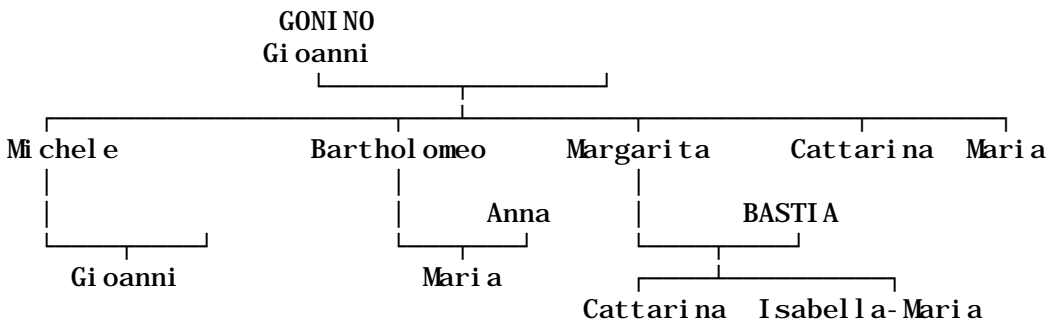 GONINO
Gioanni
Michele Bartholomeo Margarita Cattarina Maria
Anna BASTIA
Gioanni Maria
Cattarina Isabella-Maria